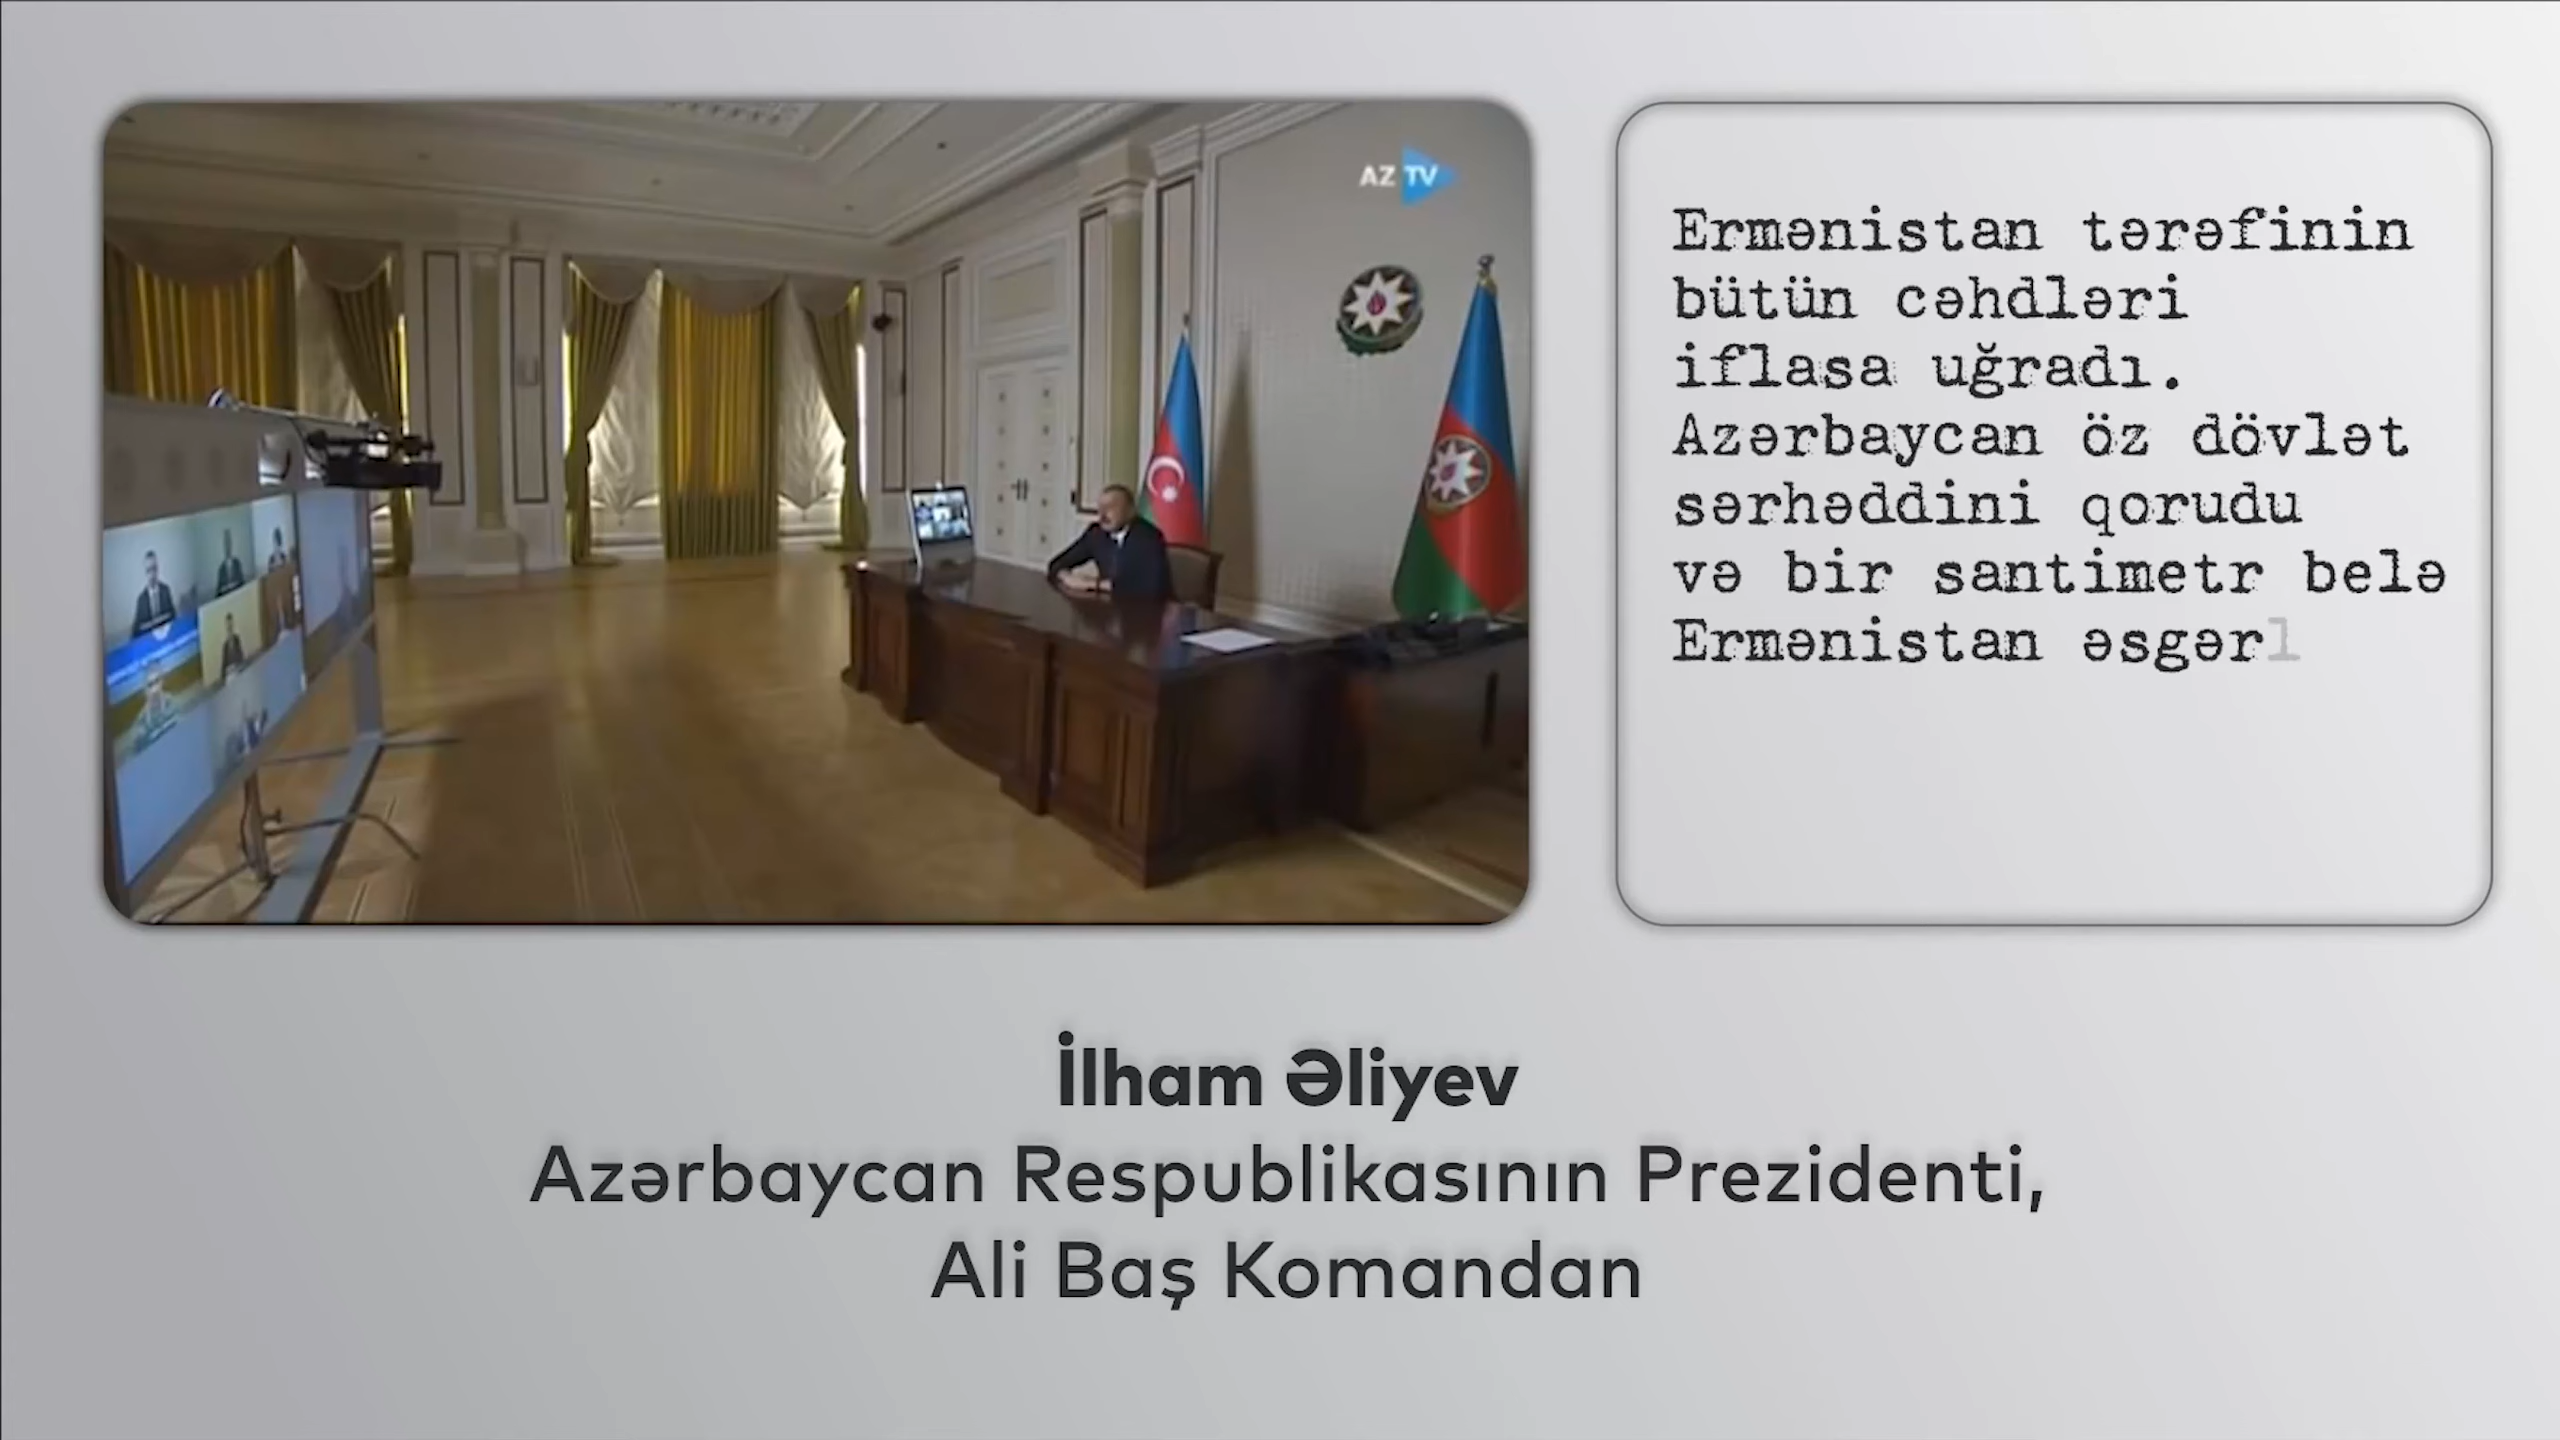 AZ TV
Ermənistan tərəfinin
bütün cəhdləri
iflasa uğradı.
Azərbaycan öz dövlət
sərhəddini qorudu
və bir santimetr belə
Ermənistan əsgərl
İlham Əliyev
Azərbaycan Respublikasının Prezidenti,
Ali Baş Komandan